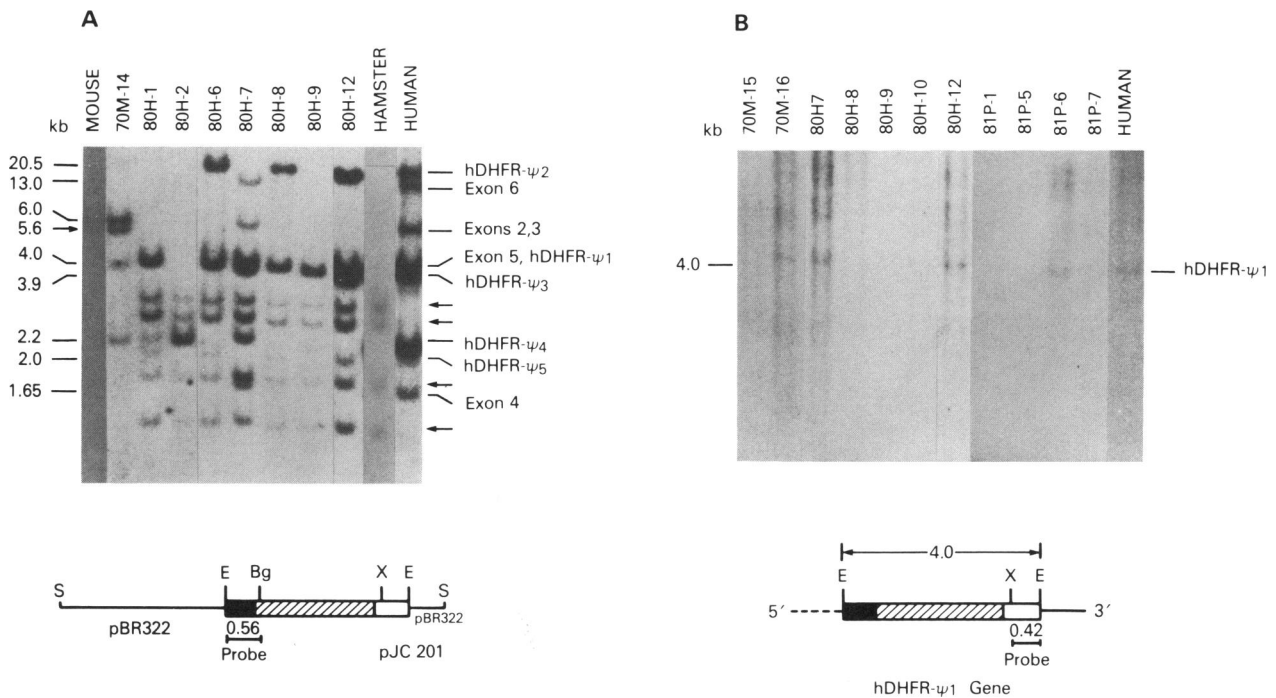 A
MOUSE
70M-14
80H-1
80H-2
80H-6
80H-7
80H-8
80H-9
80H-12
HAMSTER
HUMAN
kb
20.5
13.0
6.0
5.6
4.0
3.9
2.2
2.0
1.65
hDHFR-ψ2
Exon 6
Exons 2,3
Exon 5, hDHFR-ψ1
hDHFR-ψ3
hDHFR-ψ4
hDHFR-ψ5
Exon 4
S
E
Bg
X
E
S
pBR322
0.56
Probe
pBR322
pJC 201
B
70M-15
70M-16
80H7
80H-8
80H-9
80H-10
80H-12
81P-1
81P-5
81P-6
81P-7
HUMAN
kb
4.0
hDHFR-ψ1
4.0
E
X
E
5′
3′
0.42
Probe
hDHFR-ψ1 Gene